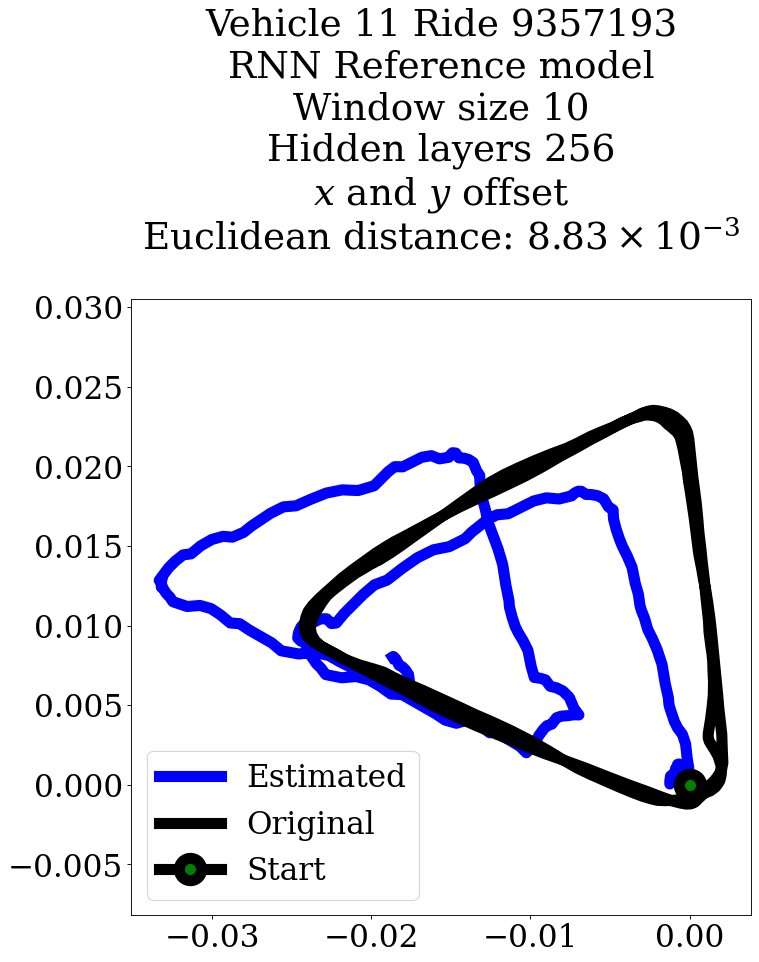 Vehicle 11 Ride 9357193
RNN Reference model
Window size 10
Hidden layers 256
x and y offset
Euclidean distance: 8.83 × 10⁻³
0.030
0.025
0.020
0.015
0.010
0.005
0.000
−0.005
Estimated
Original
Start
−0.03
−0.02
−0.01
0.00